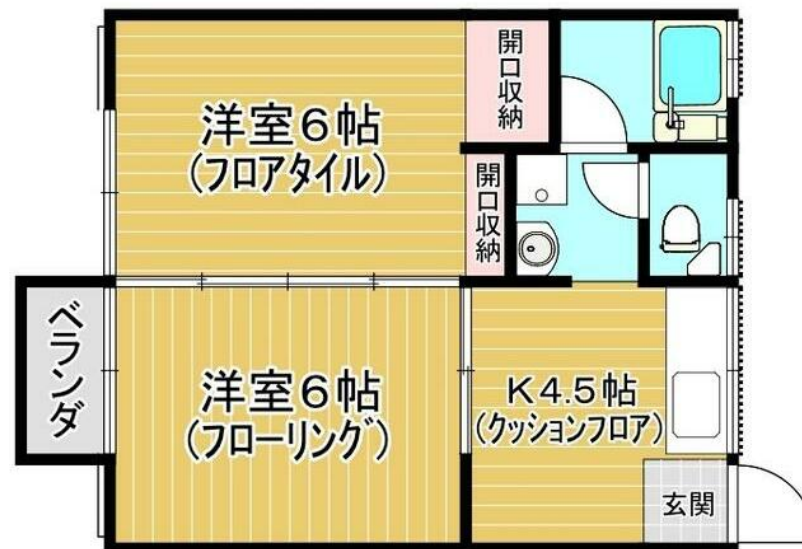 洋室6帖
(フロアタイル)
開口収納
開口収納
ベランダ
洋室6帖
(フローリング)
K4.5帖
(クッションフロア)
玄関